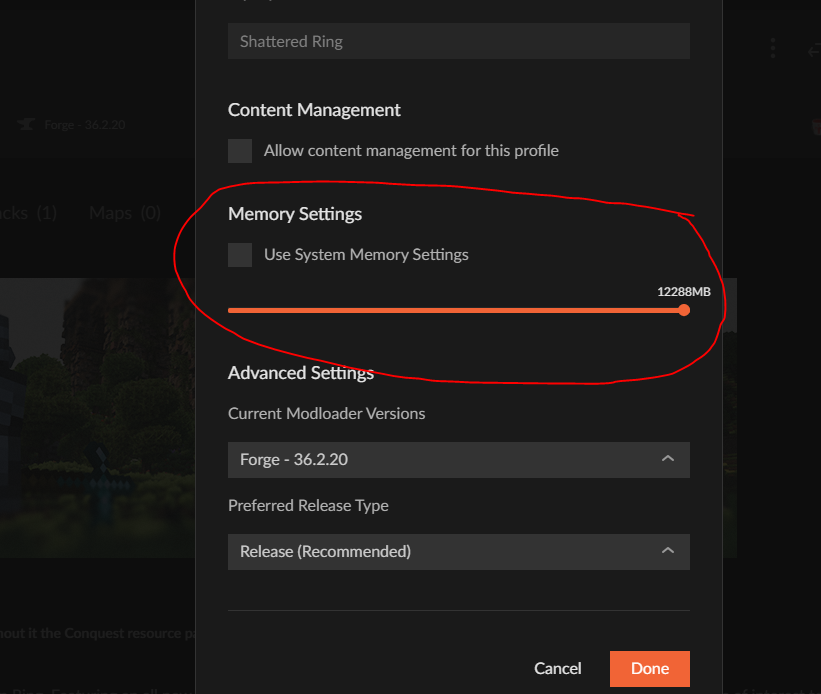 Shattered Ring
Forge - 36.2.20
Content Management
Allow content management for this profile
cks (1) Maps (0)
Memory Settings
Use System Memory Settings
12288MB
Advanced Settings
Current Modloader Versions
Forge - 36.2.20
Preferred Release Type
Release (Recommended)
out it the Conquest resource
Cancel Done